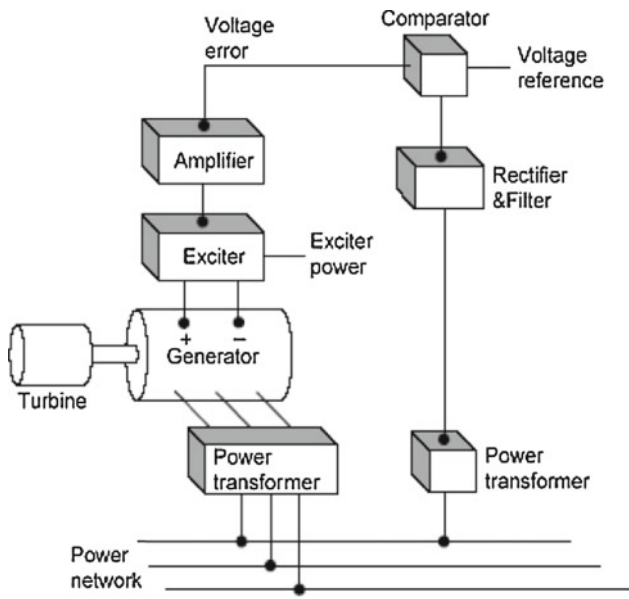 Comparator
Voltage
error
Voltage
reference
Amplifier
Rectifier
&Filter
Exciter
Exciter
power
+ −
Generator
Turbine
Power
transformer
Power
transformer
Power
network